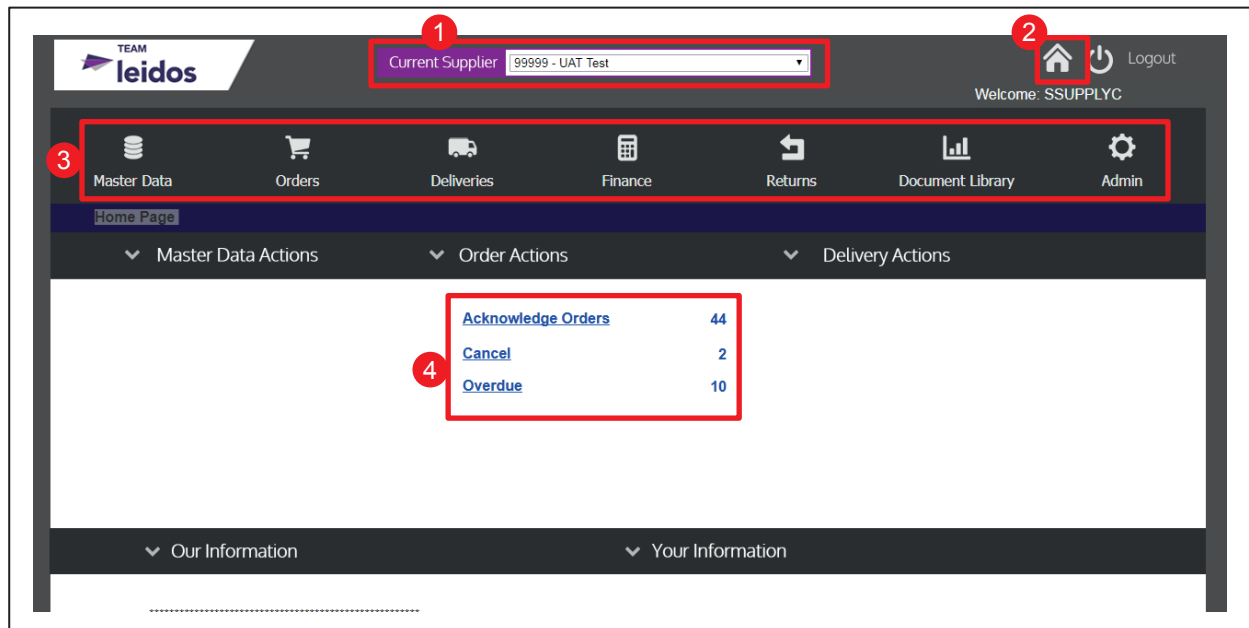 1
2
TEAM
leidos
Current Supplier 99999 - UAT Test
Logout
Welcome: SSUPPLYC
3
Master Data Orders Deliveries Finance Returns Document Library Admin
Home Page
Master Data Actions Order Actions Delivery Actions
Acknowledge Orders 44
Cancel 2
4
Overdue 10
Our Information Your Information
******************************************************